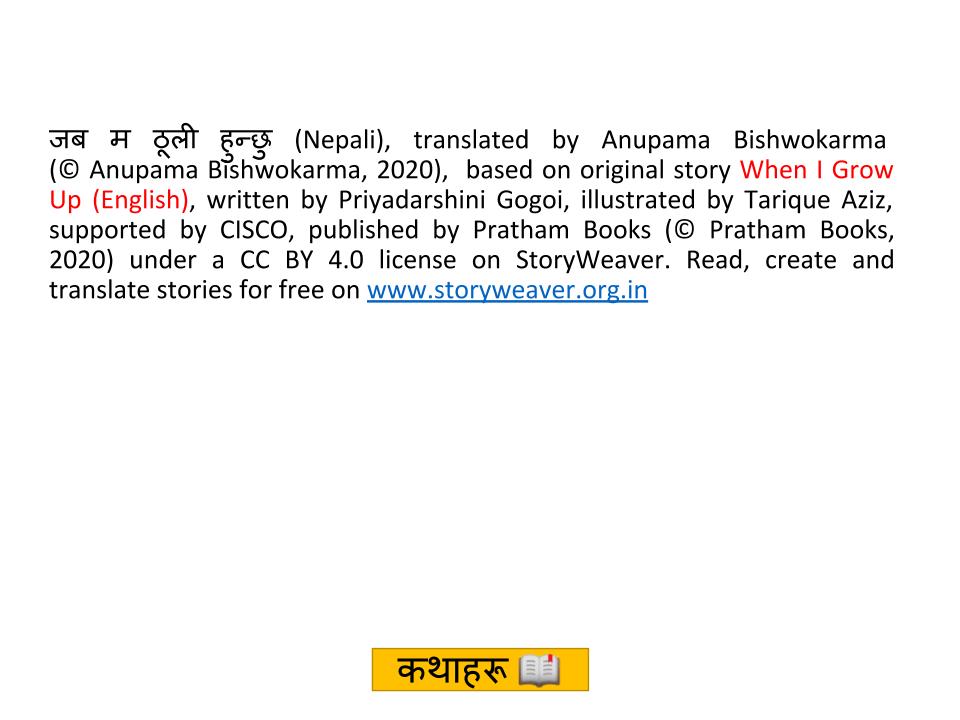 जब म ठूली हुन्छु (Nepali), translated by Anupama Bishwokarma
(© Anupama Bishwokarma, 2020), based on original story When I Grow
Up (English), written by Priyadarshini Gogoi, illustrated by Tarique Aziz,
supported by CISCO, published by Pratham Books (© Pratham Books,
2020) under a CC BY 4.0 license on StoryWeaver. Read, create and
translate stories for free on www.storyweaver.org.in
कथाहरू